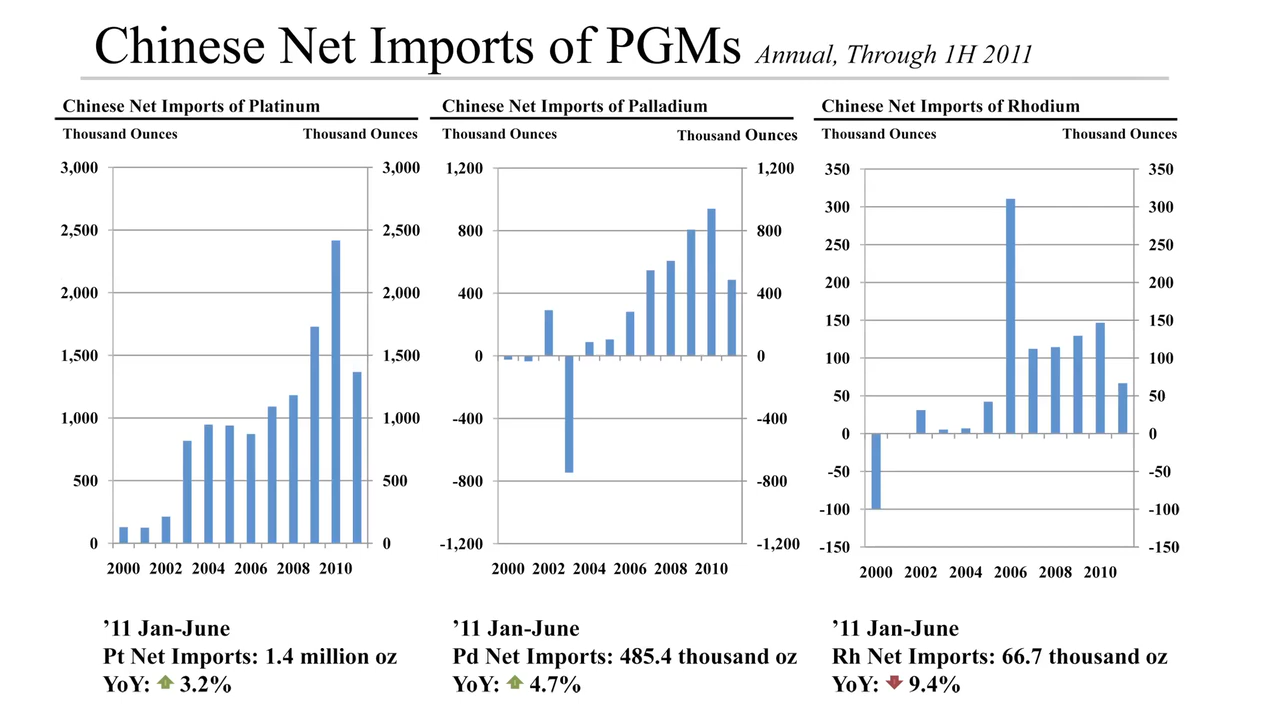 Chinese Net Imports of PGMs Annual, Through 1H 2011
Chinese Net Imports of Platinum
Thousand Ounces Thousand Ounces
3,000 3,000
2,500 2,500
2,000 2,000
1,500 1,500
1,000 1,000
500 500
0 0
2000 2002 2004 2006 2008 2010
’11 Jan-June
Pt Net Imports: 1.4 million oz
YoY: 3.2%
Chinese Net Imports of Palladium
Thousand Ounces Thousand Ounces
1,200 1,200
800 800
400 400
0 0
-400 -400
-800 -800
-1,200 -1,200
2000 2002 2004 2006 2008 2010
’11 Jan-June
Pd Net Imports: 485.4 thousand oz
YoY: 4.7%
Chinese Net Imports of Rhodium
Thousand Ounces Thousand Ounces
350 350
300 300
250 250
200 200
150 150
100 100
50 50
0 0
-50 -50
-100 -100
-150 -150
2000 2002 2004 2006 2008 2010
’11 Jan-June
Rh Net Imports: 66.7 thousand oz
YoY: 9.4%